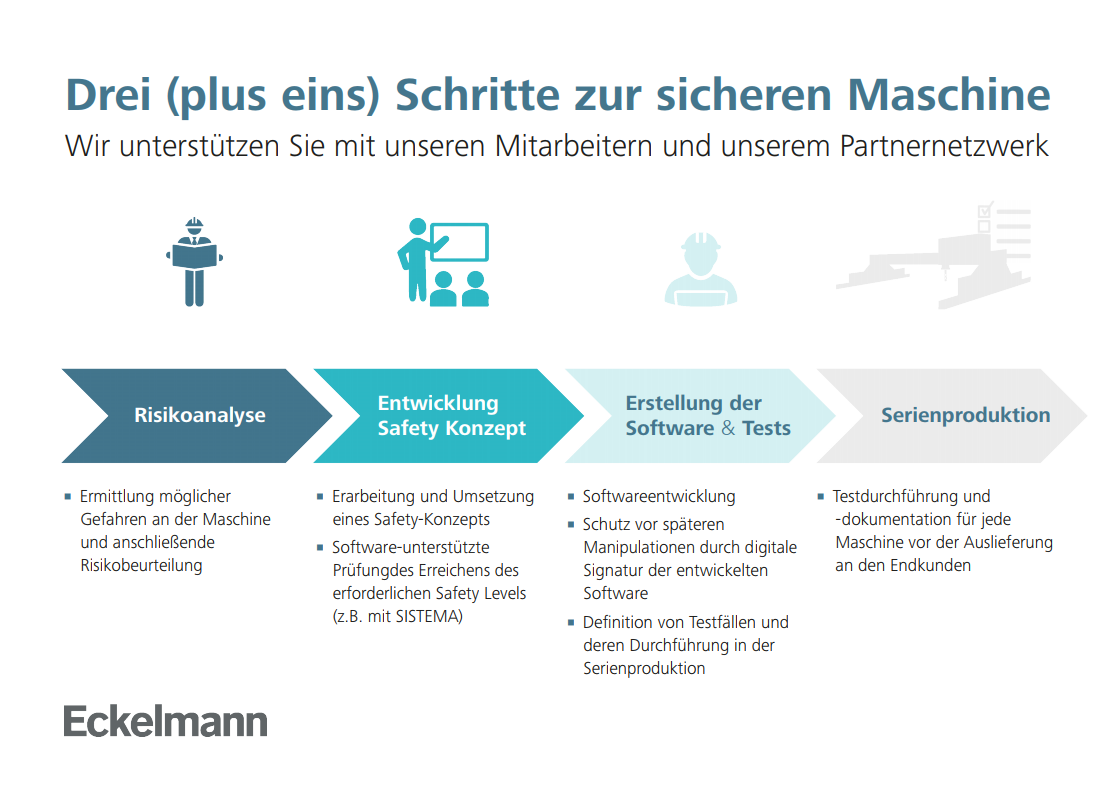 Drei (plus eins) Schritte zur sicheren Maschine
Wir unterstützen Sie mit unseren Mitarbeitern und unserem Partnernetzwerk
Risikoanalyse
Entwicklung
Safety Konzept
Erstellung der
Software & Tests
Serienproduktion
▪ Ermittlung möglicher
Gefahren an der Maschine
und anschließende
Risikobeurteilung
▪ Erarbeitung und Umsetzung
eines Safety-Konzepts
▪ Software-unterstützte
Prüfungdes Erreichens des
erforderlichen Safety Levels
(z.B. mit SISTEMA)
▪ Softwareentwicklung
▪ Schutz vor späteren
Manipulationen durch digitale
Signatur der entwickelten
Software
▪ Definition von Testfällen und
deren Durchführung in der
Serienproduktion
▪ Testdurchführung und
-dokumentation für jede
Maschine vor der Auslieferung
an den Endkunden
Eckelmann